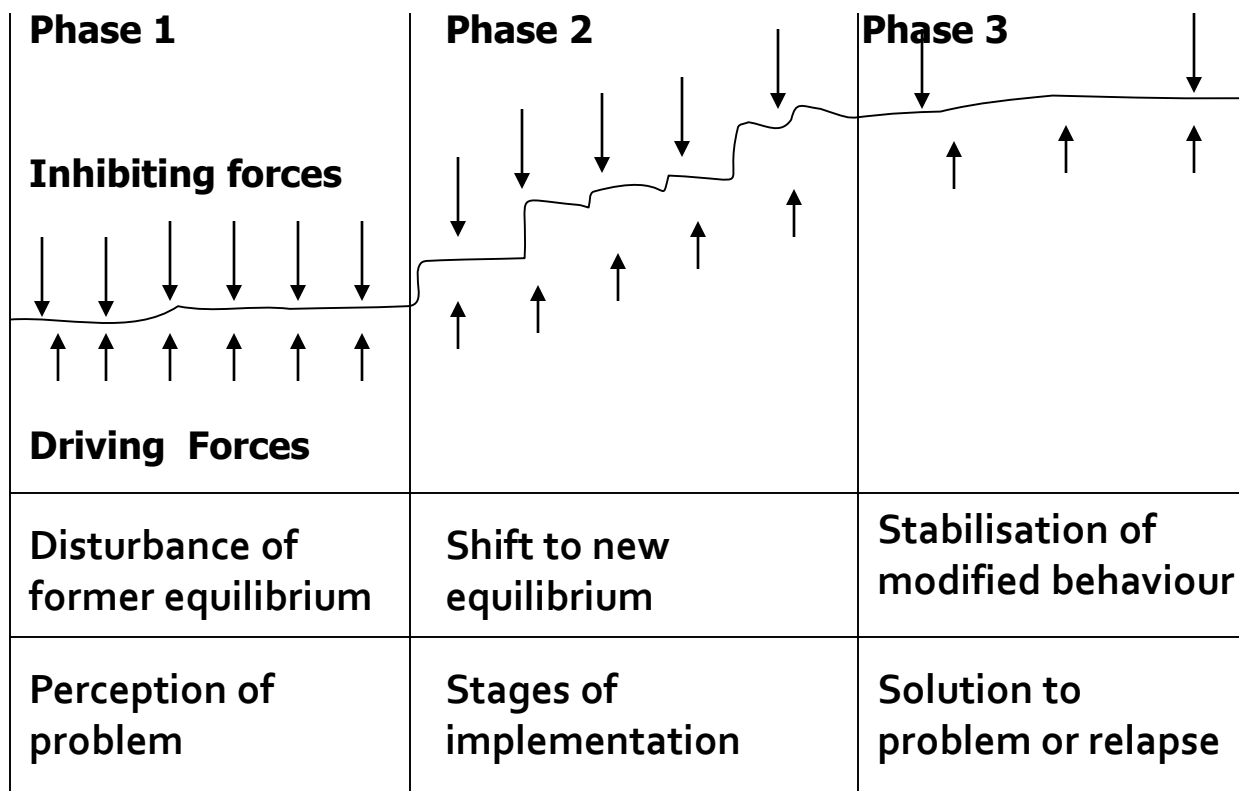 Phase 1
Phase 2
Phase 3
Inhibiting forces
Driving  Forces
Disturbance of
former equilibrium
Shift to new
equilibrium
Stabilisation of
modified behaviour
Perception of
problem
Stages of
implementation
Solution to
problem or relapse